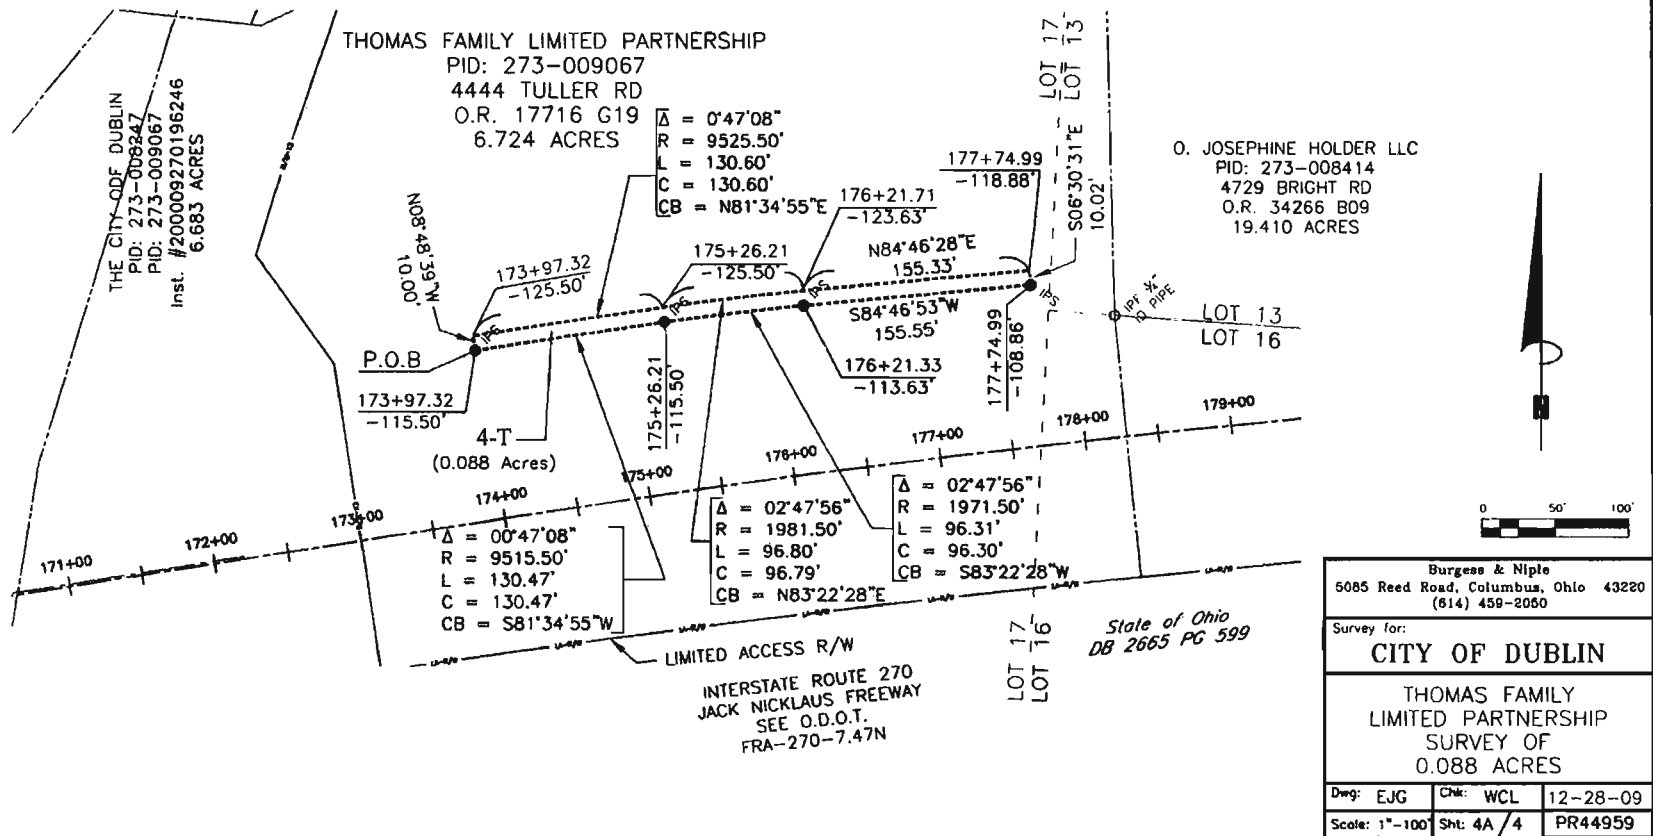 THOMAS FAMILY LIMITED PARTNERSHIP
PID: 273-009067
4444 TULLER RD
O.R. 17716 G19
6.724 ACRES
THE CITY ODF DUBLIN
PID: 273-008247
PID: 273-009067
Inst. #200009270196246
6.683 ACRES
Δ = 0°47'08"
R = 9525.50'
L = 130.60'
C = 130.60'
CB = N81°34'55"E
N08°48'39"W
10.00'
173+97.32
-125.50'
175+26.21
-125.50'
176+21.71
-123.63'
177+74.99
-118.88'
N84°46'28"E
155.33'
S84°46'53"W
155.55'
S06°30'31"E
10.02'
LOT 17
LOT 13
O. JOSEPHINE HOLDER LLC
PID: 273-008414
4729 BRIGHT RD
O.R. 34266 B09
19.410 ACRES
IPS
IPS
IPS
IPS
IPF 3/4"
ID PIPE
LOT 13
LOT 16
P.O.B
173+97.32
-115.50'
4-T
(0.088 Acres)
175+26.21
-115.50'
176+21.33
-113.63'
177+74.99
-108.86'
171+00
172+00
173+00
174+00
175+00
176+00
177+00
178+00
179+00
Δ = 00°47'08"
R = 9515.50'
L = 130.47'
C = 130.47'
CB = S81°34'55"W
Δ = 02°47'56"
R = 1981.50'
L = 96.80'
C = 96.79'
CB = N83°22'28"E
Δ = 02°47'56"
R = 1971.50'
L = 96.31'
C = 96.30'
CB = S83°22'28"W
LIMITED ACCESS R/W
INTERSTATE ROUTE 270
JACK NICKLAUS FREEWAY
SEE O.D.O.T.
FRA-270-7.47N
LOT 17
LOT 16
State of Ohio
DB 2665 PG 599
N
0 50' 100'
Burgess & Niple
5085 Reed Road, Columbus, Ohio 43220
(614) 459-2050
Survey for:
CITY OF DUBLIN
THOMAS FAMILY
LIMITED PARTNERSHIP
SURVEY OF
0.088 ACRES
Dwg: EJG Chk: WCL 12-28-09
Scale: 1"-100' Sht: 4A/4 PR44959